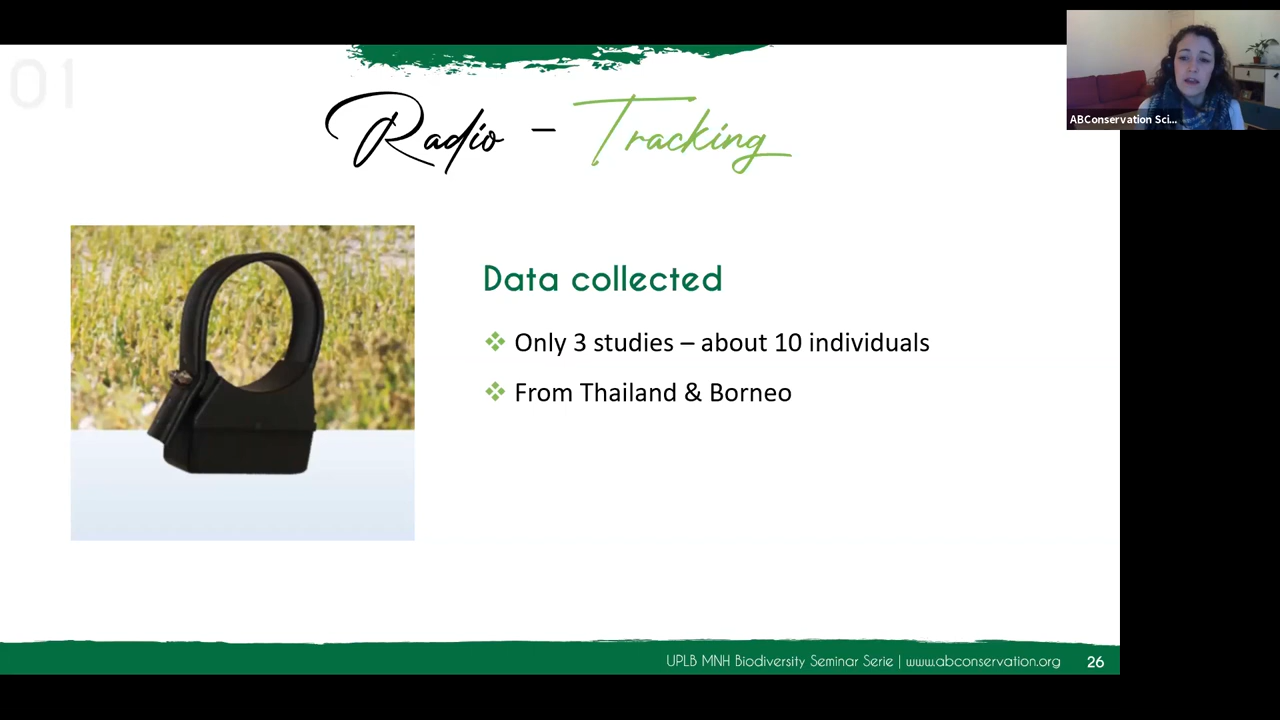 01
Radio - Tracking
ABConservation Sci...
Data collected
❖ Only 3 studies – about 10 individuals
❖ From Thailand & Borneo
UPLB MNH Biodiversity Seminar Serie | www.abconservation.org 26